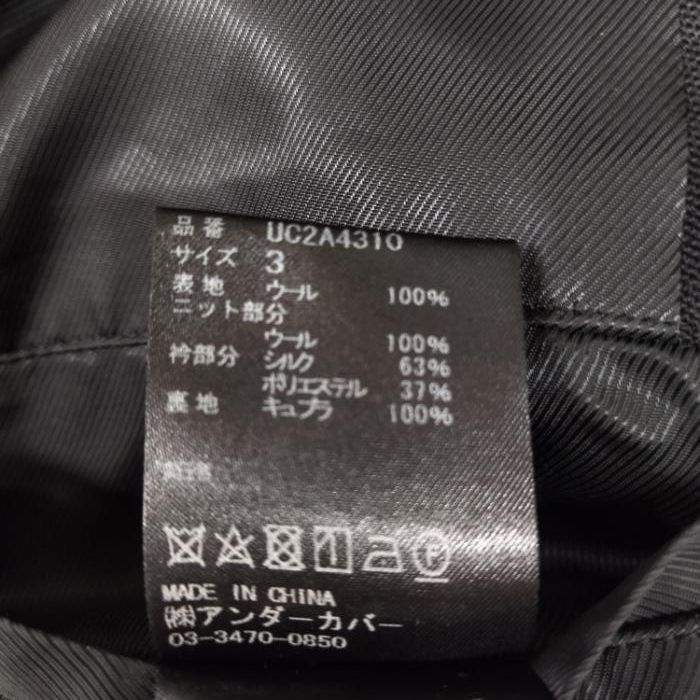 品番 UC2A4310
サイズ 3
表地 ウール 100%
ニット部分
ウール 100%
衿部分 シルク 63%
ポリエステル 37%
裏地 キュプラ 100%
MADE IN CHINA
(株)アンダーカバー
03-3470-0850